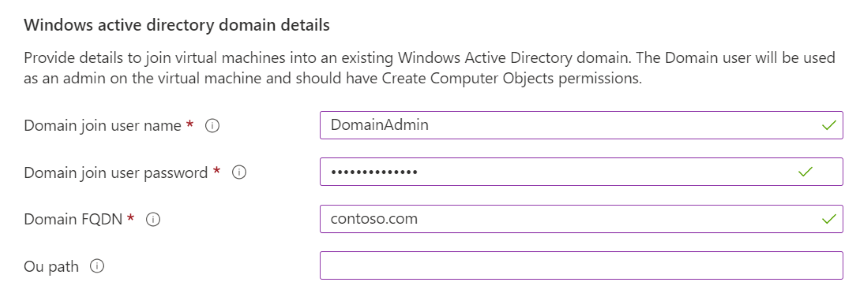 Windows active directory domain details
Provide details to join virtual machines into an existing Windows Active Directory domain. The Domain user will be used
as an admin on the virtual machine and should have Create Computer Objects permissions.
Domain join user name * DomainAdmin
Domain join user password * ••••••••••••••
Domain FQDN * contoso.com
Ou path